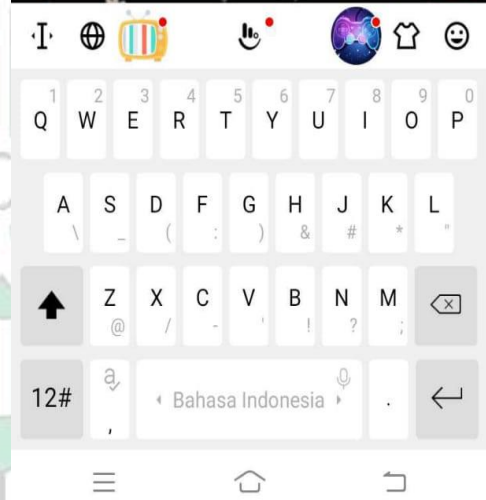 1 2 3 4 5 6 7 8 9 0
Q W E R T Y U I O P
A S D F G H J K L
\ _ ( : ) & # * "
Z X C V B N M
@ / - ' ! ? ;
12# a , Bahasa Indonesia .